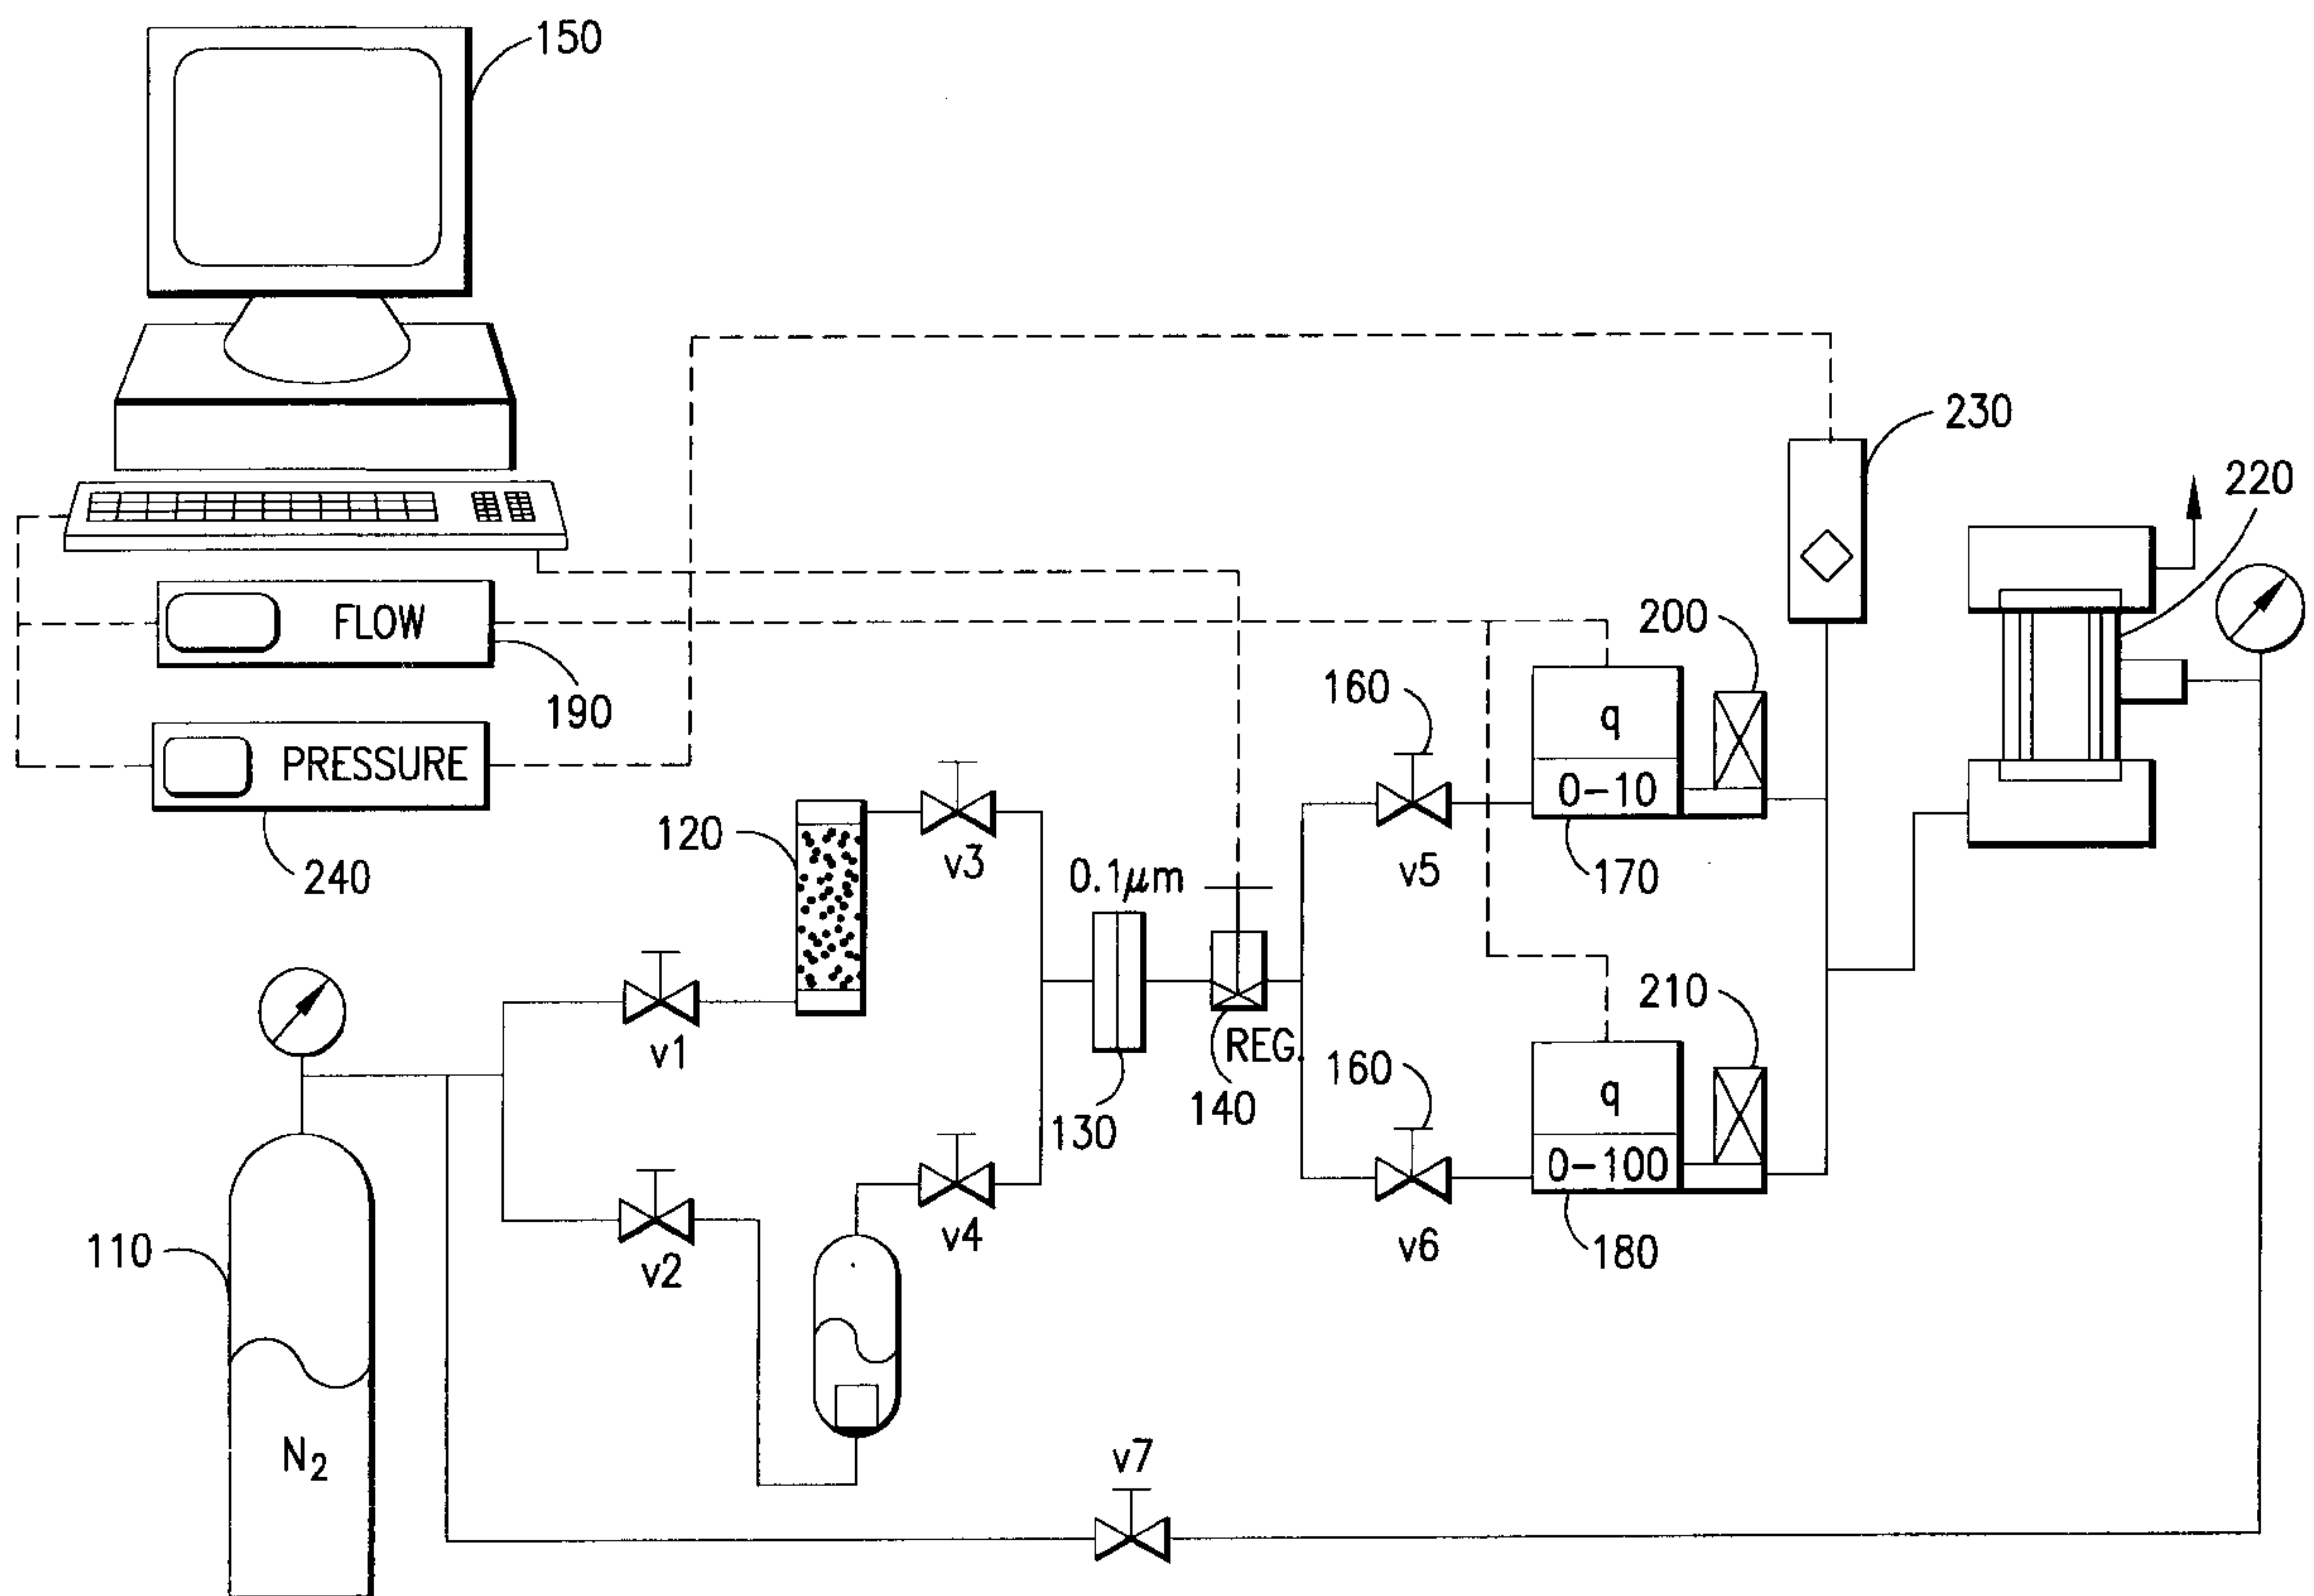 150
230
220
FLOW
200
160
190
q
PRESSURE
0-10
120
v3
240
0.1μm
v5
170
210
v1
REG.
160
140
q
130
0-100
110
v2
v4
v6
180
N2
v7